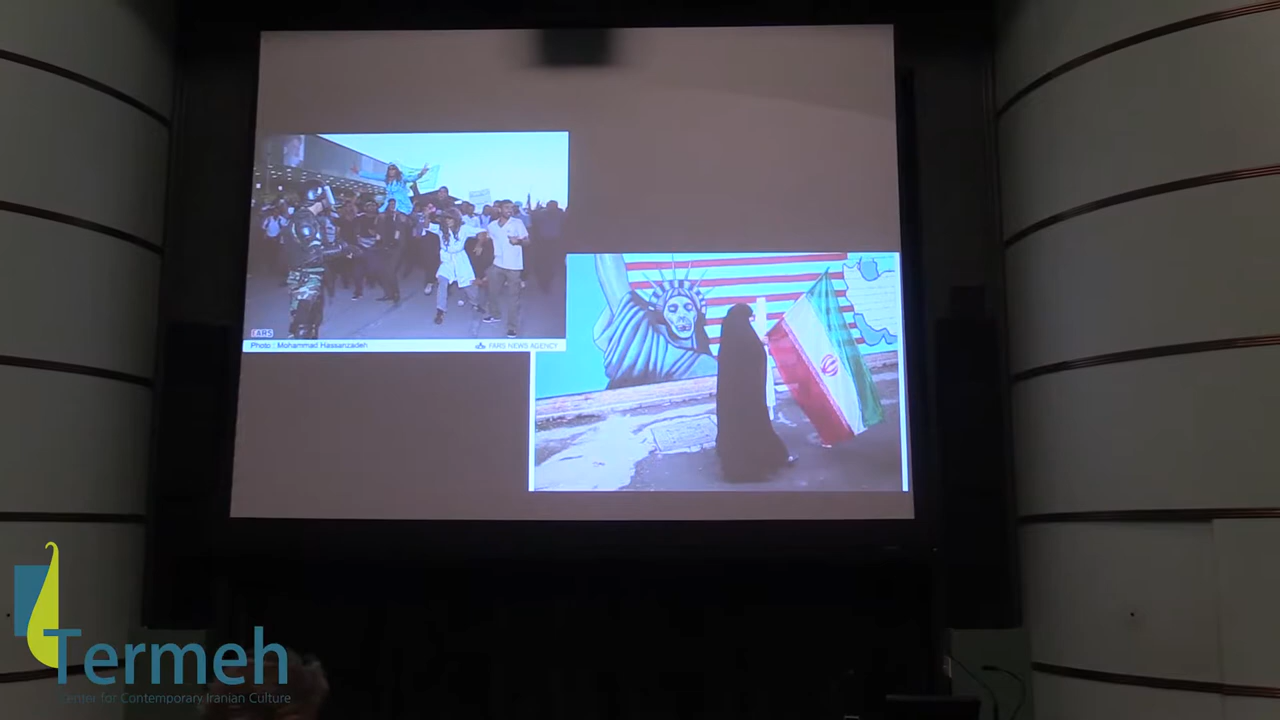 FARS
Photo : Mohammad Hassanzadeh
FARS NEWS AGENCY
Termeh
Center for Contemporary Iranian Culture